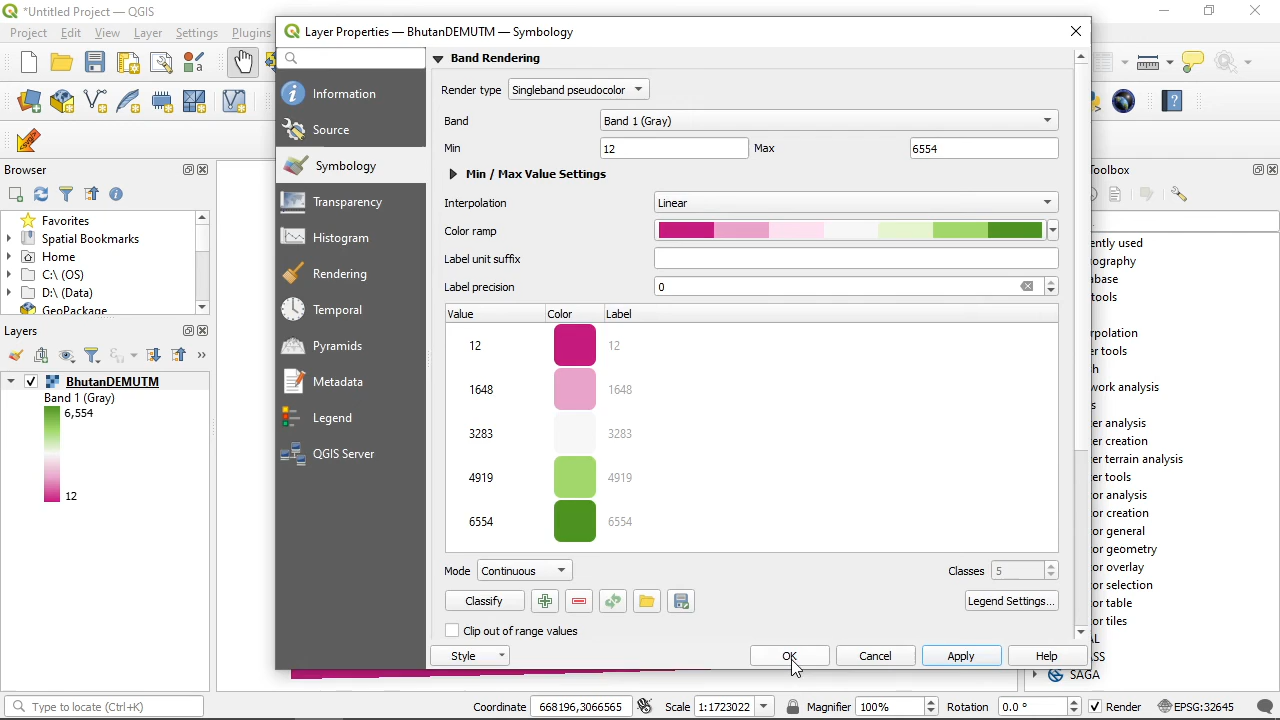 *Untitled Project — QGIS
Project Edit View Layer Settings Plugins
Layer Properties — BhutanDEMUTM — Symbology
Information
Source
Symbology
Transparency
Histogram
Rendering
Temporal
Pyramids
Metadata
Legend
QGIS Server
Band Rendering
Render type Singleband pseudocolor
Band Band 1 (Gray)
Min 12 Max 6554
Min / Max Value Settings
Interpolation Linear
Color ramp
Label unit suffix
Label precision 0
Value Color Label
12 12
1648 1648
3283 3283
4919 4919
6554 6554
Mode Continuous Classes 5
Classify Legend Settings...
Clip out of range values
Style OK Cancel Apply Help
Browser
Favorites
Spatial Bookmarks
Home
C:\ (OS)
D:\ (Data)
GeoPackage
Layers
BhutanDEMUTM
Band 1 (Gray)
6,554
12
oolbox
ently used
ography
abase
tools
rpolation
er tools
h
work analysis
s
er analysis
er creation
er terrain analysis
er tools
or analysis
or creation
or general
or geometry
or overlay
or selection
or table
or tiles
AL
SS
SAGA
Type to locate (Ctrl+K) Coordinate 668196,3066565 Scale 1:1723022 Magnifier 100% Rotation 0.0 ° Render EPSG:32645